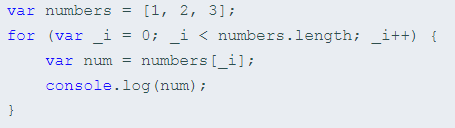 var numbers = [1, 2, 3];
for (var _i = 0; _i < numbers.length; _i++) {
    var num = numbers[_i];
    console.log(num);
}